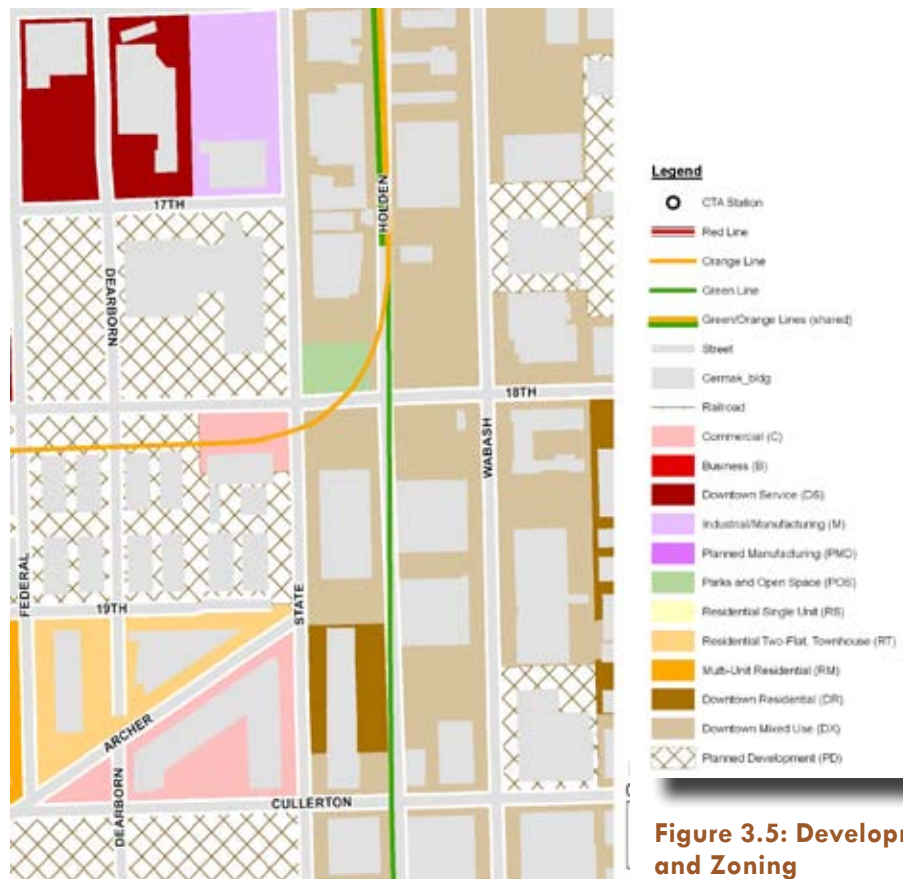 17TH
HOLDEN
DEARBORN
18TH
WABASH
FEDERAL
19TH
STATE
ARCHER
DEARBORN
CULLERTON
Legend
CTA Station
Red Line
Orange Line
Green Line
Green/Orange Lines (shared)
Street
Cermak_bldg
Railroad
Commercial (C)
Business (B)
Downtown Service (DS)
Industrial/Manufacturing (M)
Planned Manufacturing (PMD)
Parks and Open Space (POS)
Residential Single Unit (RS)
Residential Two-Flat, Townhouse (RT)
Multi-Unit Residential (RM)
Downtown Residential (DR)
Downtown Mixed Use (DX)
Planned Development (PD)
Figure 3.5: Developm
and Zoning